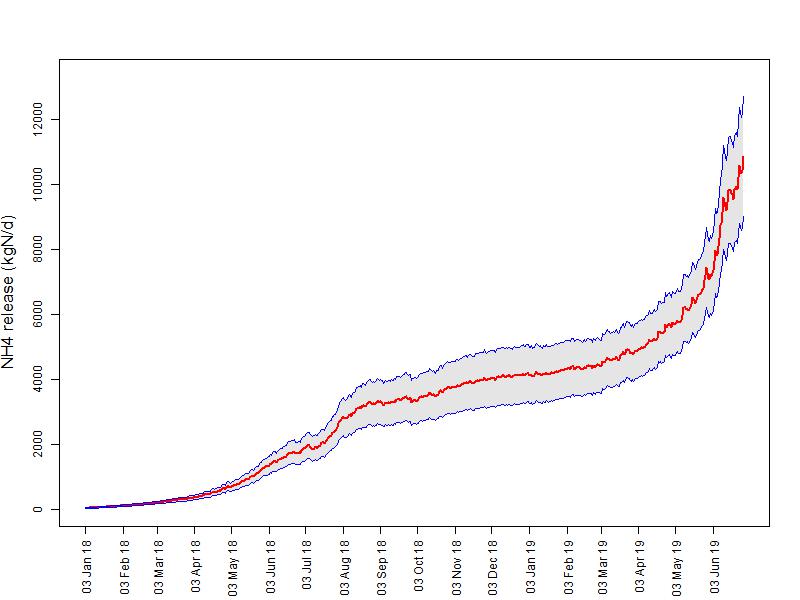 NH4 release (kgN/d)
12000
10000
8000
6000
4000
2000
0
03 Jan 18
03 Feb 18
03 Mar 18
03 Apr 18
03 May 18
03 Jun 18
03 Jul 18
03 Aug 18
03 Sep 18
03 Oct 18
03 Nov 18
03 Dec 18
03 Jan 19
03 Feb 19
03 Mar 19
03 Apr 19
03 May 19
03 Jun 19